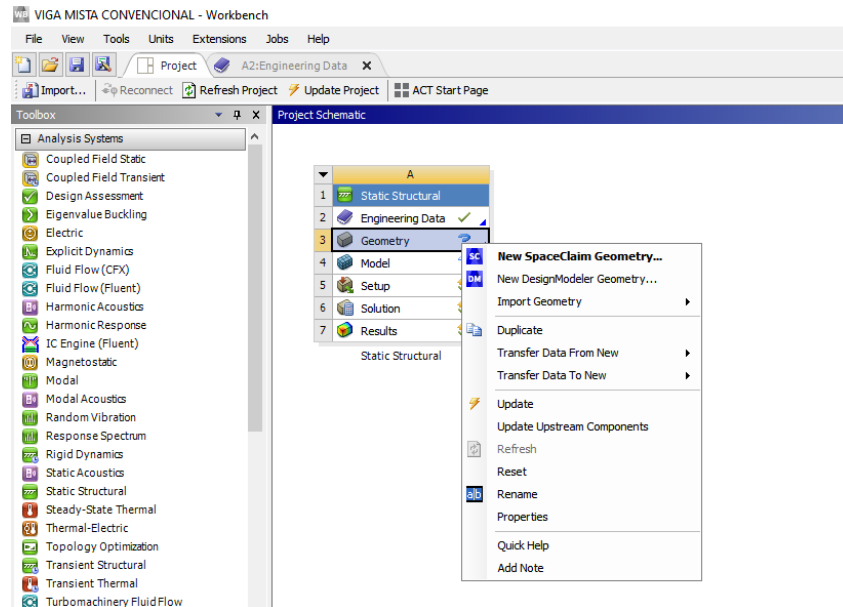 VIGA MISTA CONVENCIONAL - Workbench
File View Tools Units Extensions Jobs Help
Project A2:Engineering Data
Import... Reconnect Refresh Project Update Project ACT Start Page
Toolbox
Project Schematic
Analysis Systems
Coupled Field Static
Coupled Field Transient
Design Assessment
Eigenvalue Buckling
Electric
Explicit Dynamics
Fluid Flow (CFX)
Fluid Flow (Fluent)
Harmonic Acoustics
Harmonic Response
IC Engine (Fluent)
Magnetostatic
Modal
Modal Acoustics
Random Vibration
Response Spectrum
Rigid Dynamics
Static Acoustics
Static Structural
Steady-State Thermal
Thermal-Electric
Topology Optimization
Transient Structural
Transient Thermal
Turbomachinery Fluid Flow
A
1 Static Structural
2 Engineering Data
3 Geometry
4 Model
5 Setup
6 Solution
7 Results
Static Structural
SC New SpaceClaim Geometry...
DM New DesignModeler Geometry...
Import Geometry
Duplicate
Transfer Data From New
Transfer Data To New
Update
Update Upstream Components
Refresh
Reset
a|b Rename
Properties
Quick Help
Add Note